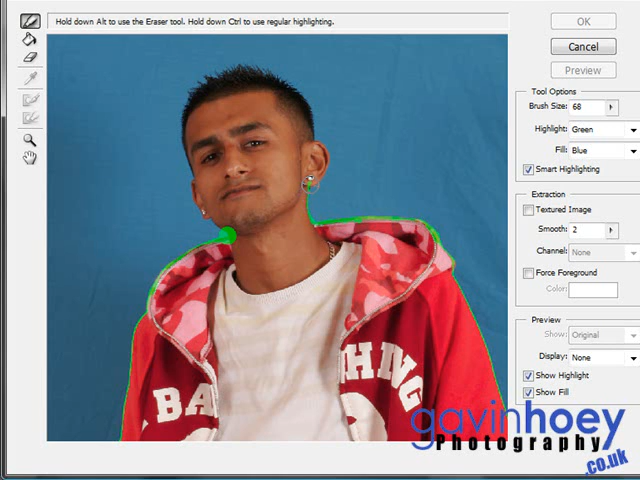 Hold down Alt to use the Eraser tool. Hold down Ctrl to use regular highlighting.
OK
Cancel
Preview
Tool Options
Brush Size: 68
Highlight: Green
Fill: Blue
Smart Highlighting
Extraction
Textured Image
Smooth: 2
Channel: None
Force Foreground
Color:
Preview
Show: Original
Display: None
Show Highlight
Show Fill
BA HING
gavinhoey
Photography
.co.uk